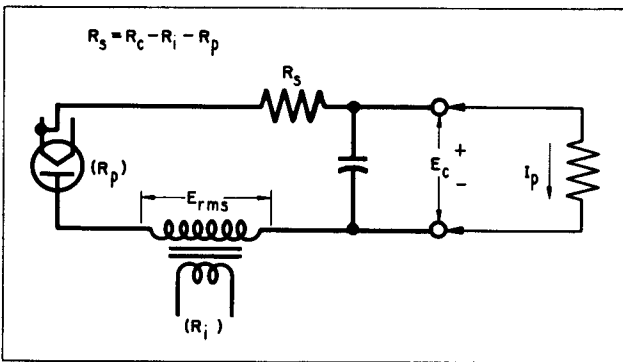 R_s = R_c - R_i - R_p
R_s
(R_p)
E_rms
E_c
+
-
I_p
(R_i)